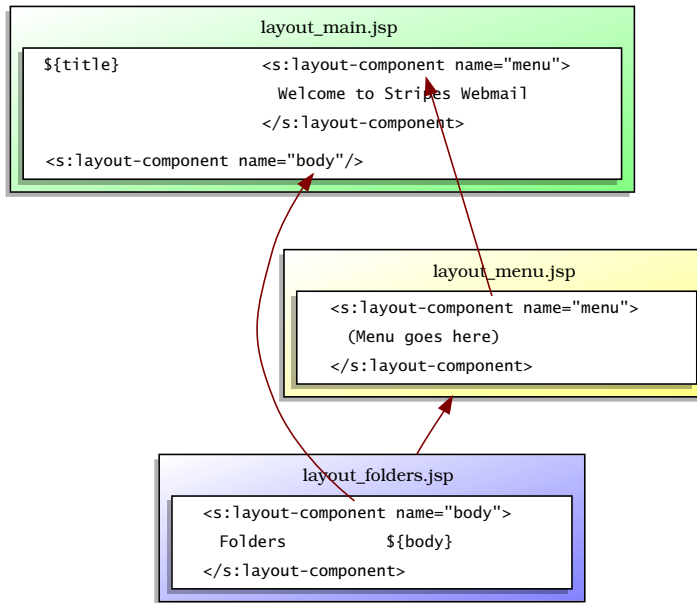 layout_main.jsp
${title} <s:layout-component name="menu">
Welcome to Stripes Webmail
</s:layout-component>
<s:layout-component name="body"/>
layout_menu.jsp
<s:layout-component name="menu">
(Menu goes here)
</s:layout-component>
layout_folders.jsp
<s:layout-component name="body">
Folders ${body}
</s:layout-component>